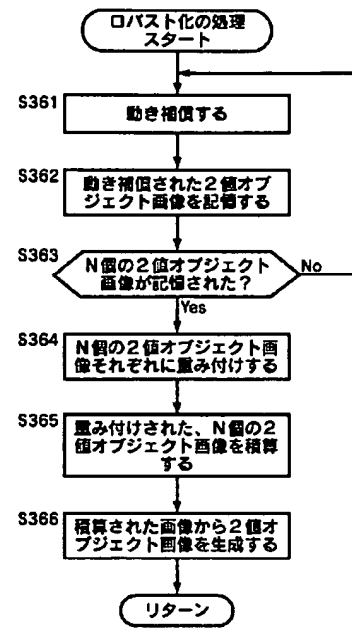 ロバスト化の処理
スタート
S361
動き補償する
S362
動き補償された2値オブ
ジェクト画像を記憶する
S363
N個の2値オブジェクト
画像が記憶された?
No
Yes
S364
N個の2値オブジェクト画
像それぞれに重み付けする
S365
重み付けされた、N個の2
値オブジェクト画像を積算
する
S366
積算された画像から2値オ
ブジェクト画像を生成する
リターン